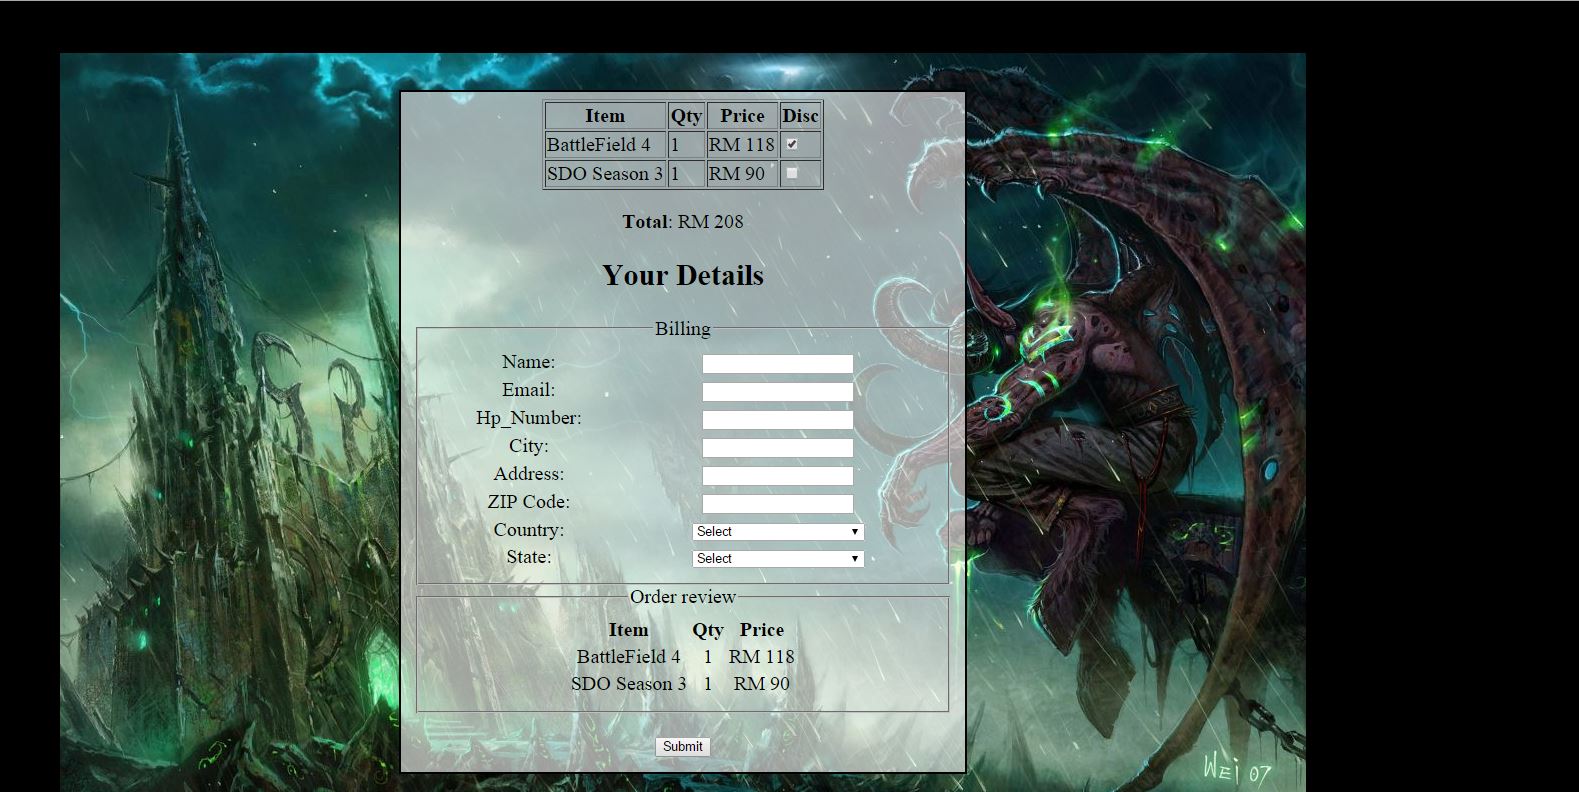 Item Qty Price Disc
BattleField 4 1 RM 118
SDO Season 3 1 RM 90
Total: RM 208
Your Details
Billing
Name:
Email:
Hp_Number:
City:
Address:
ZIP Code:
Country: Select
State: Select
Order review
Item Qty Price
BattleField 4 1 RM 118
SDO Season 3 1 RM 90
Submit
Wei 07